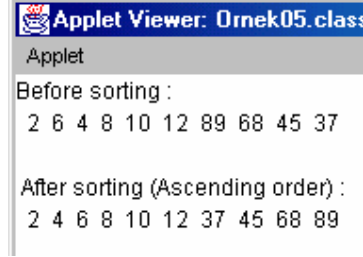 Applet Viewer: Ornek05.class
Applet
Before sorting :
2 6 4 8 10 12 89 68 45 37
After sorting (Ascending order) :
2 4 6 8 10 12 37 45 68 89